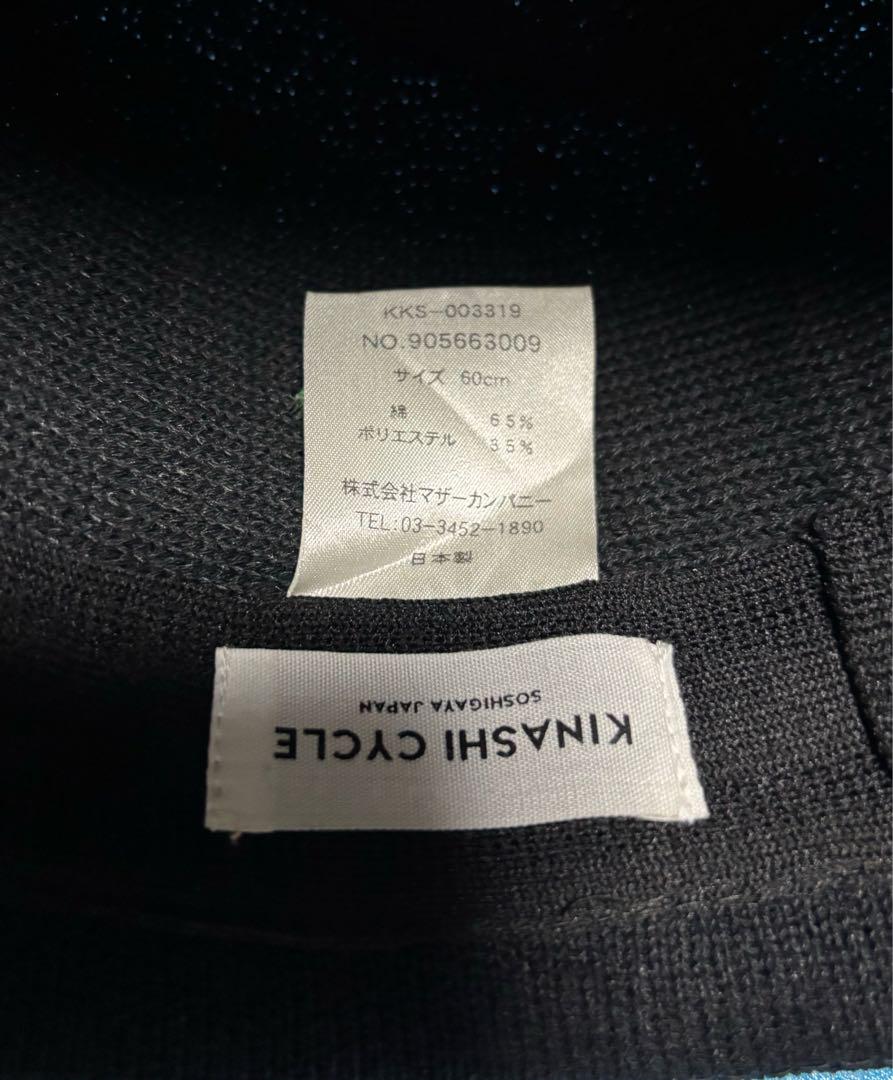 KKS-003319
NO.905663009
サイズ 60cm
綿 65%
ポリエステル 35%
株式会社マザーカンパニー
TEL:03-3452-1890
日本製
KINASHI CYCLE
SOSHIGAYA JAPAN